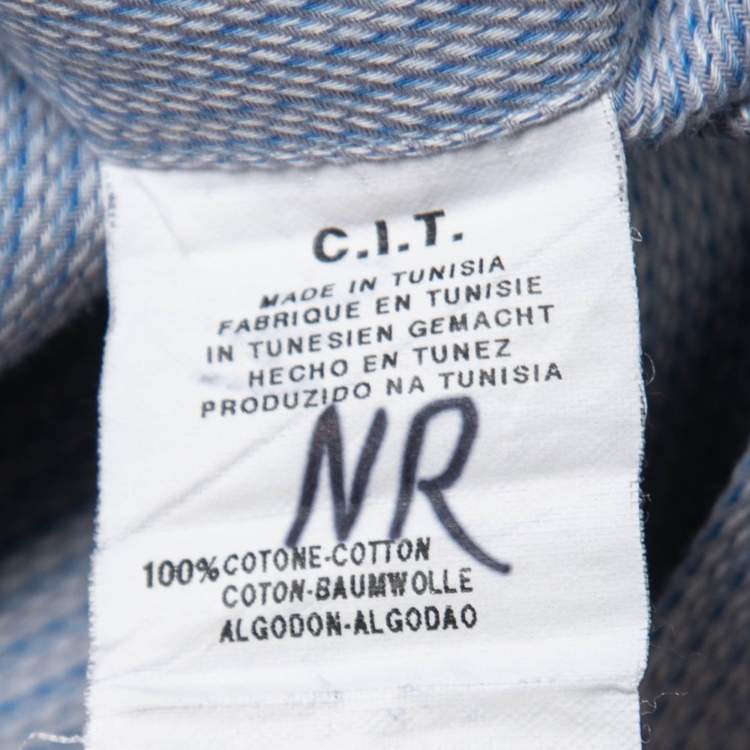 C.I.T.
MADE IN TUNISIA
FABRIQUE EN TUNISIE
IN TUNESIEN GEMACHT
HECHO EN TUNEZ
PRODUZIDO NA TUNISIA
NR
100% COTONE-COTTON
COTON-BAUMWOLLE
ALGODON-ALGODAO